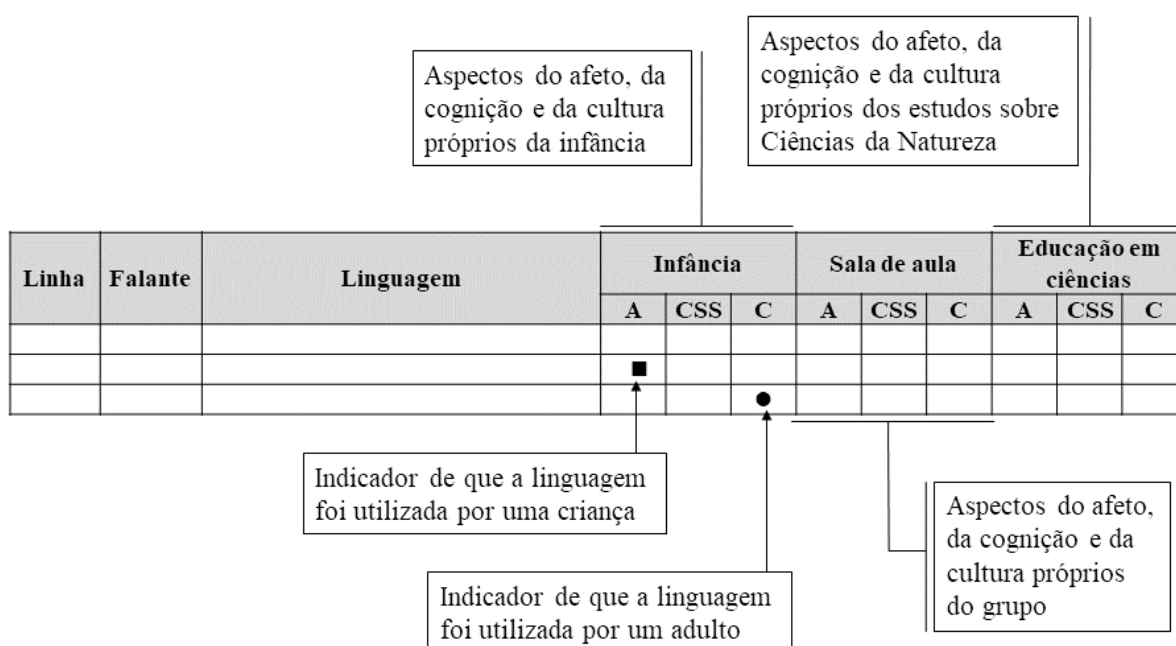 Aspectos do afeto, da
cognição e da cultura
próprios da infância
Aspectos do afeto, da
cognição e da cultura
próprios dos estudos sobre
Ciências da Natureza
Linha Falante Linguagem Infância Sala de aula Educação em ciências
A CSS C A CSS C A CSS C
Indicador de que a linguagem
foi utilizada por uma criança
Indicador de que a linguagem
foi utilizada por um adulto
Aspectos do afeto,
da cognição e da
cultura próprios
do grupo